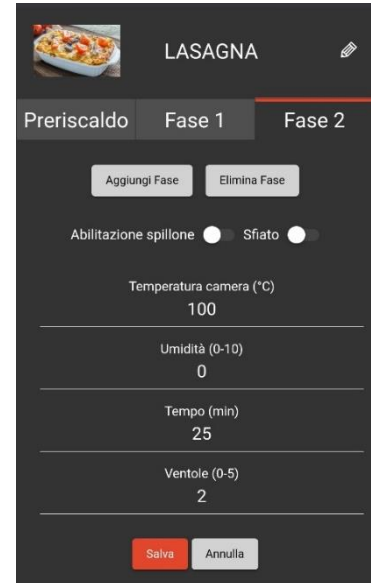 LASAGNA
Preriscaldo Fase 1 Fase 2
Aggiungi Fase Elimina Fase
Abilitazione spillone Sfiato
Temperatura camera (°C)
100
Umidità (0-10)
0
Tempo (min)
25
Ventole (0-5)
2
Salva Annulla